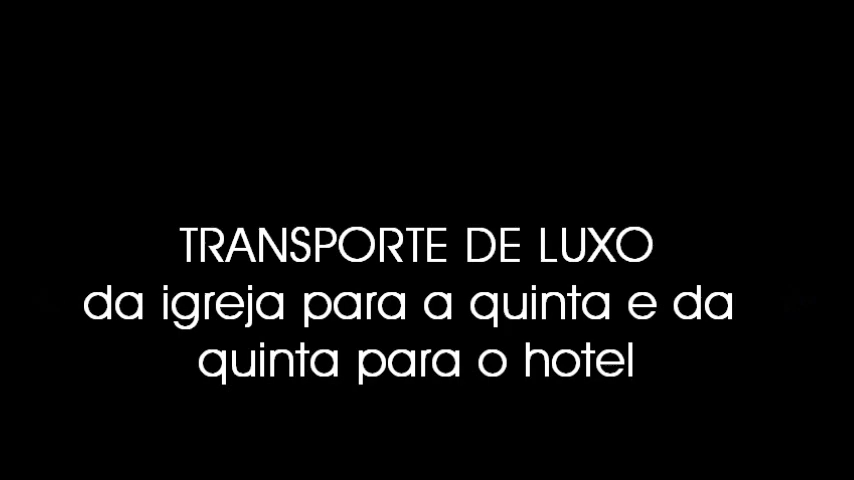 TRANSPORTE DE LUXO
da igreja para a quinta e da
quinta para o hotel